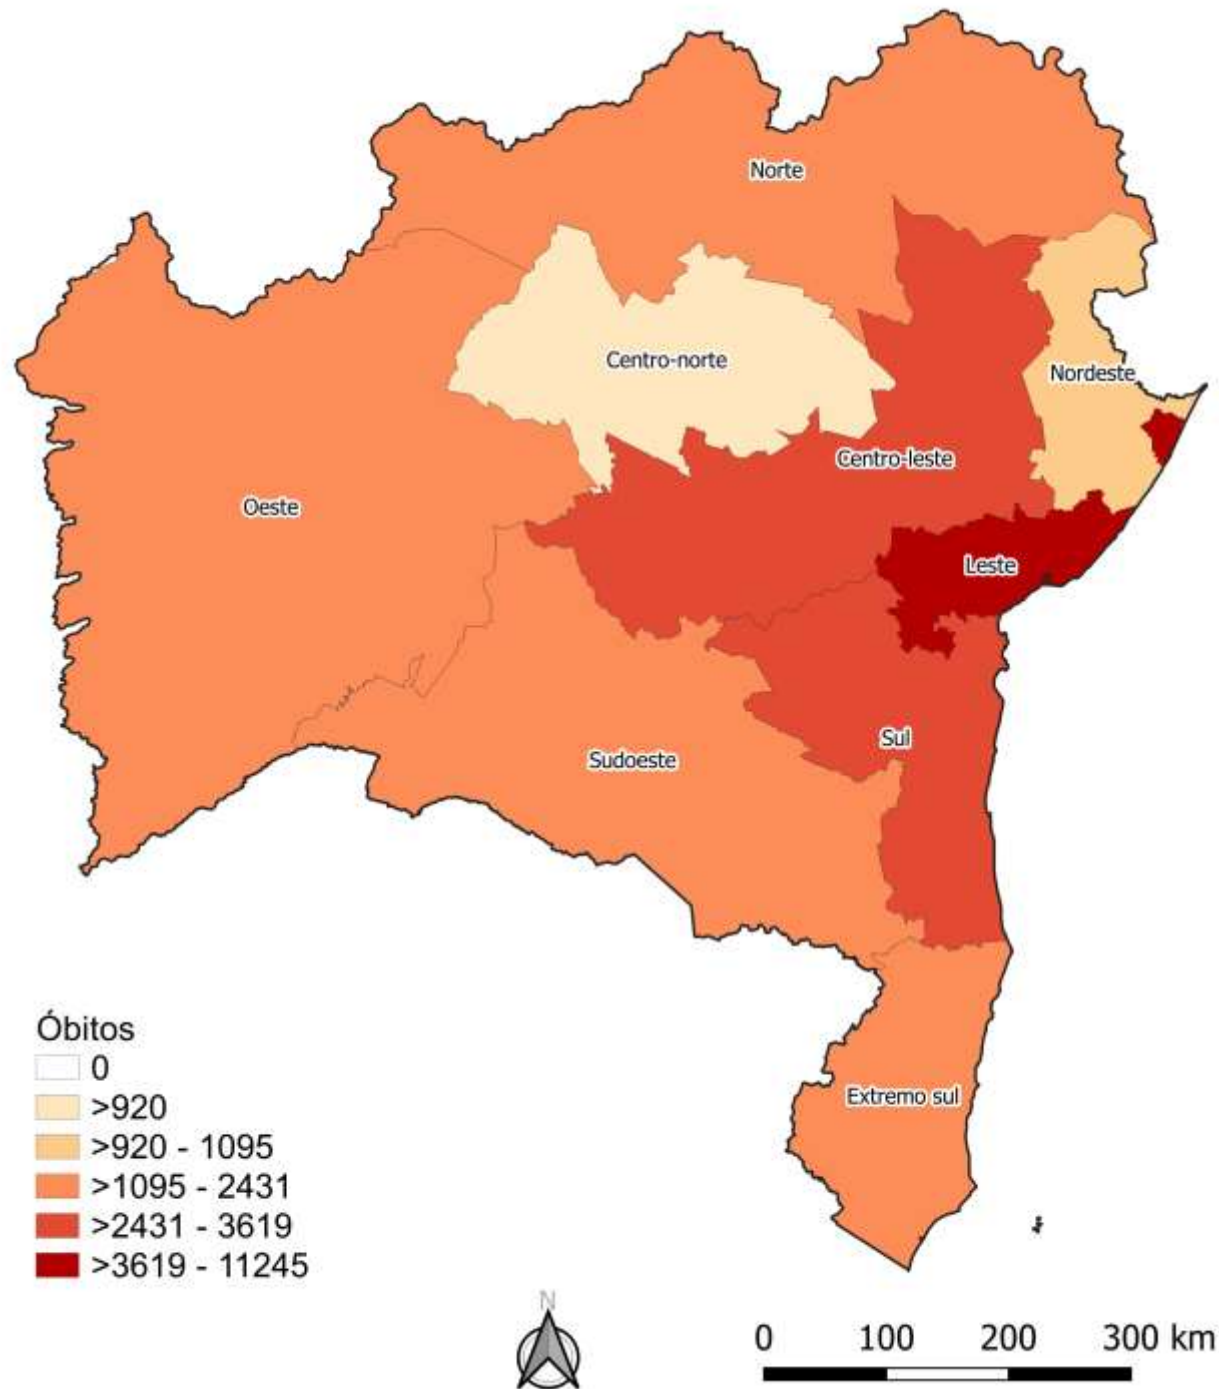 Norte
Centro-norte
Nordeste
Centro-leste
Oeste
Leste
Sul
Sudoeste
Extremo sul
Óbitos
0
>920
>920 - 1095
>1095 - 2431
>2431 - 3619
>3619 - 11245
N
0 100 200 300 km